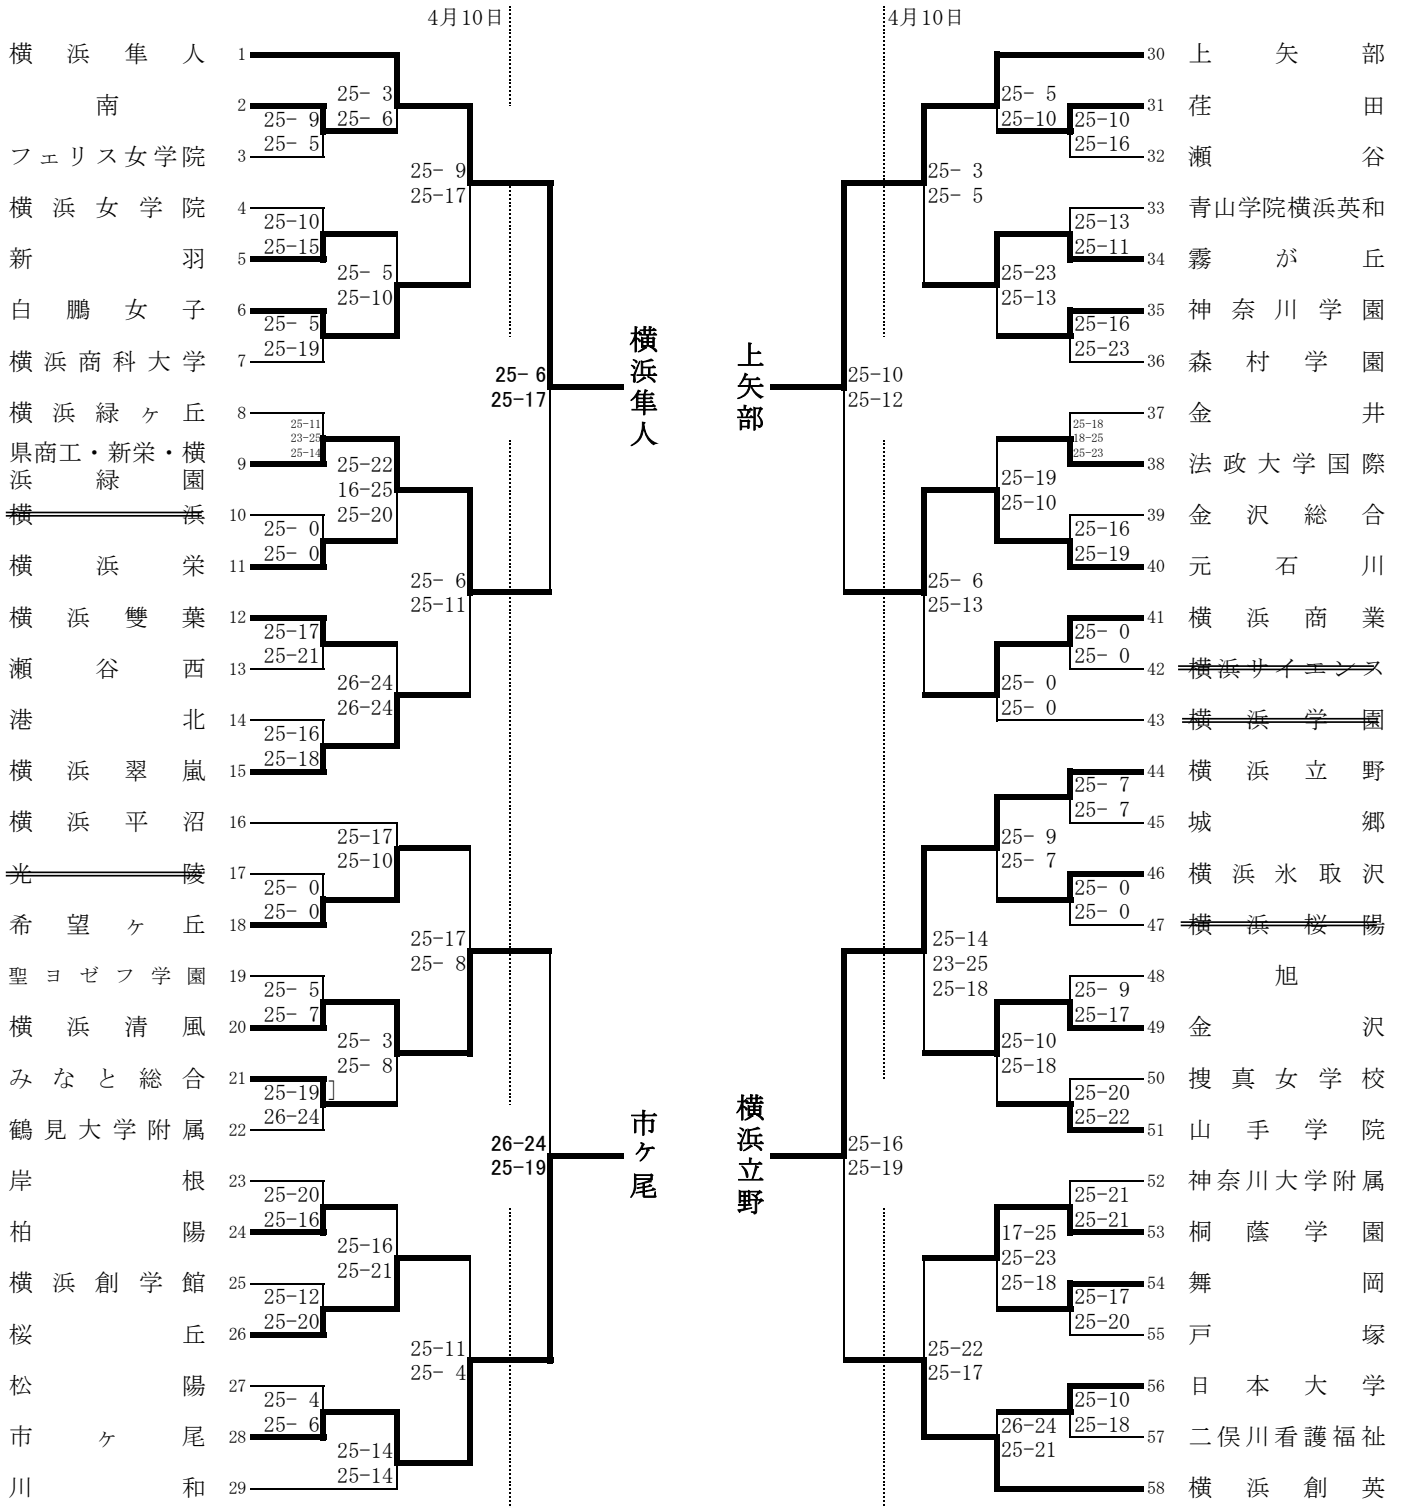 4月10日
4月10日
横浜隼人 1
南 2
フェリス女学院 3
横浜女学院 4
新羽 5
白鵬女子 6
横浜商科大学 7
横浜緑ヶ丘 8
県商工・新栄・横
浜緑園 9
横浜 10
横浜栄 11
横浜雙葉 12
瀬谷西 13
港北 14
横浜翠嵐 15
横浜平沼 16
光陵 17
希望ヶ丘 18
聖ヨゼフ学園 19
横浜清風 20
みなと総合 21
鶴見大学附属 22
岸根 23
柏陽 24
横浜創学館 25
桜丘 26
松陽 27
市ヶ尾 28
川和 29
25- 9
25- 5
25-10
25-15
25- 5
25-19
25-11
23-25
25-14
25- 0
25- 0
25-17
25-21
25-16
25-18
25- 0
25- 0
25- 5
25- 7
25-19
26-24
25-20
25-16
25-12
25-20
25- 4
25- 6
25- 3
25- 6
25- 5
25-10
25-22
16-25
25-20
26-24
26-24
25-17
25-10
25- 3
25- 8
25-16
25-21
25-14
25-14
25- 9
25-17
25- 6
25-11
25-17
25- 8
25-11
25- 4
25- 6
25-17
26-24
25-19
横浜隼人
市ヶ尾
上矢部
横浜立野
25-10
25-12
25-16
25-19
25- 3
25- 5
25- 6
25-13
25-14
23-25
25-18
25-22
25-17
25- 5
25-10
25-23
25-13
25-19
25-10
25- 0
25- 0
25- 9
25- 7
25-10
25-18
17-25
25-23
25-18
26-24
25-21
25-10
25-16
25-13
25-11
25-16
25-23
25-18
18-25
25-23
25-16
25-19
25- 0
25- 0
25- 7
25- 7
25- 0
25- 0
25- 9
25-17
25-20
25-22
25-21
25-21
25-17
25-20
25-10
25-18
30 上矢部
31 荏田
32 瀬谷
33 青山学院横浜英和
34 霧が丘
35 神奈川学園
36 森村学園
37 金井
38 法政大学国際
39 金沢総合
40 元石川
41 横浜商業
42 横浜サイエンス
43 横浜学園
44 横浜立野
45 城郷
46 横浜氷取沢
47 横浜桜陽
48 旭
49 金沢
50 捜真女学校
51 山手学院
52 神奈川大学附属
53 桐蔭学園
54 舞岡
55 戸塚
56 日本大学
57 二俣川看護福祉
58 横浜創英